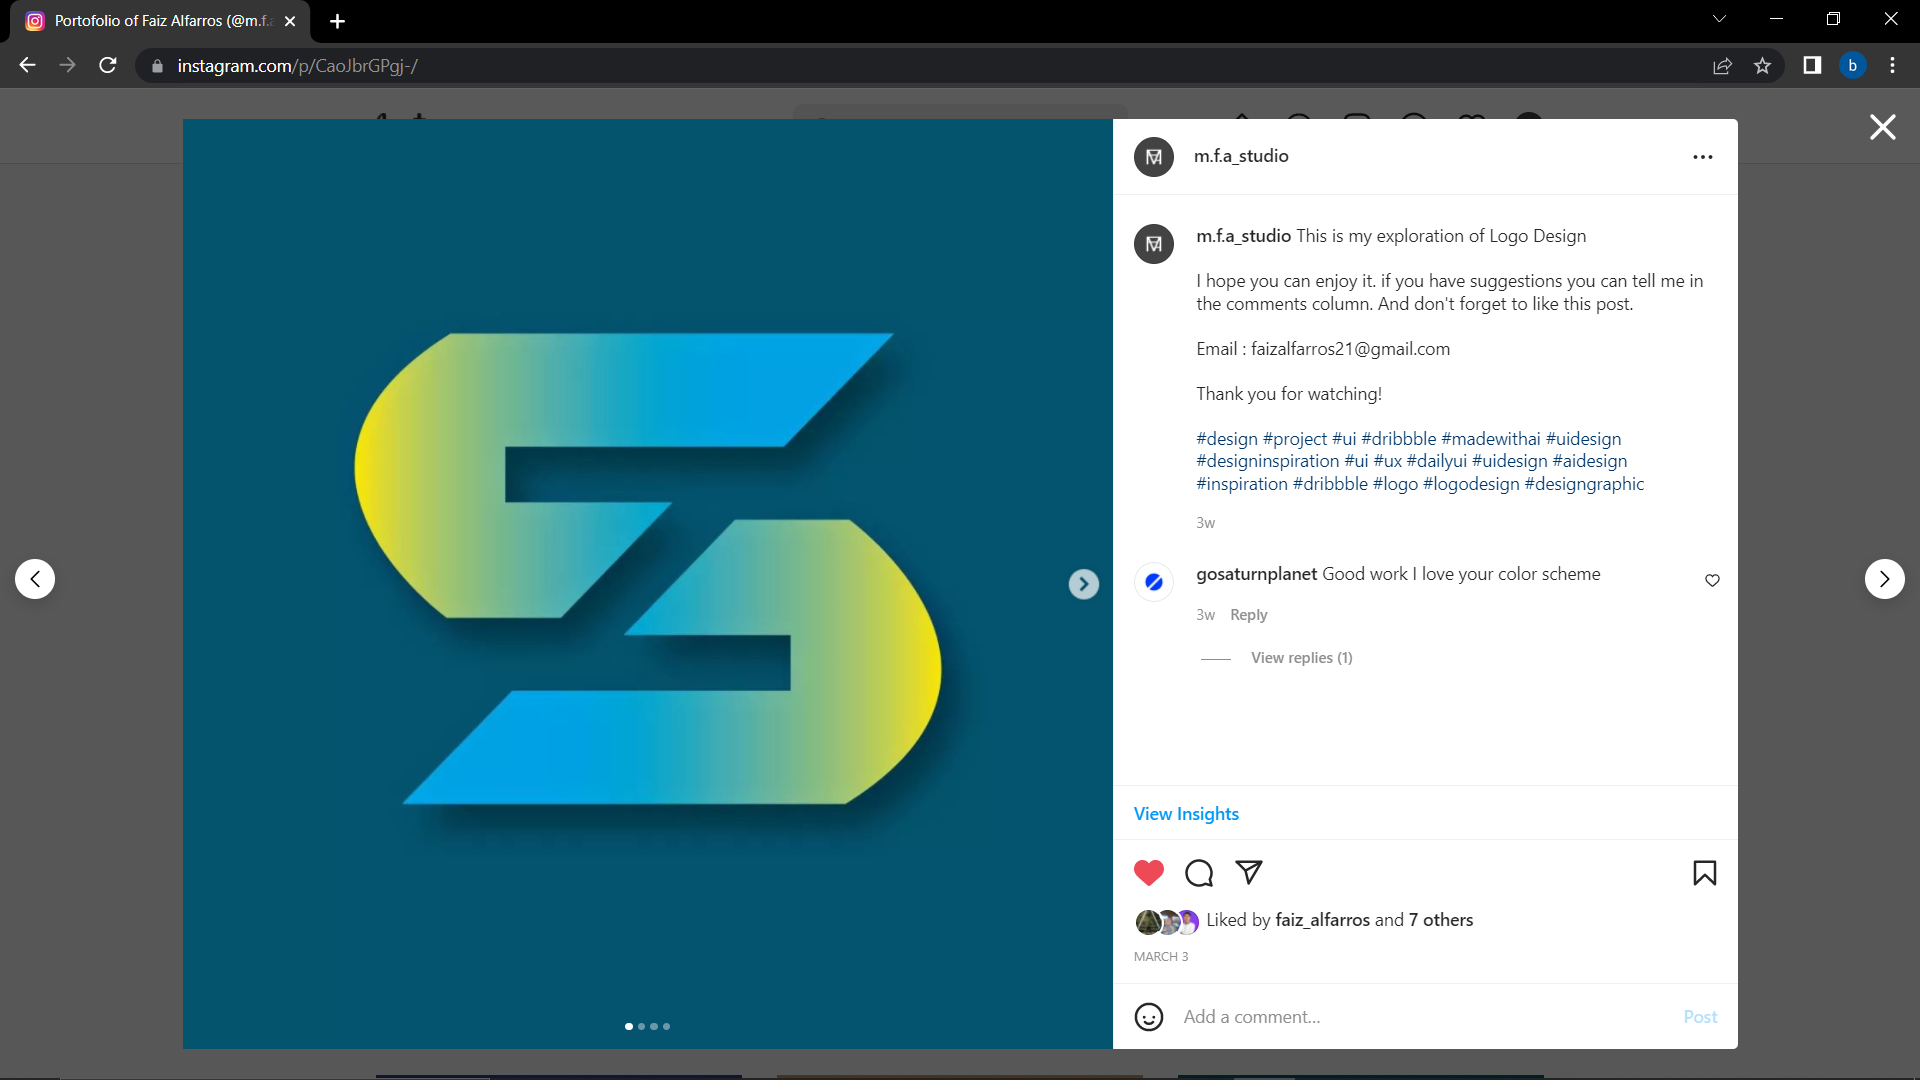 Portofolio of Faiz Alfarros (@m.f.a
instagram.com/p/CaoJbrGPgj-/
b
m.f.a_studio
m.f.a_studio This is my exploration of Logo Design
I hope you can enjoy it. if you have suggestions you can tell me in
the comments column. And don't forget to like this post.
Email : faizalfarros21@gmail.com
Thank you for watching!
#design #project #ui #dribbble #madewithai #uidesign
#designinspiration #ui #ux #dailyui #uidesign #aidesign
#inspiration #dribbble #logo #logodesign #designgraphic
3w
gosaturnplanet Good work I love your color scheme
3w Reply
View replies (1)
View Insights
Liked by faiz_alfarros and 7 others
MARCH 3
Add a comment...
Post